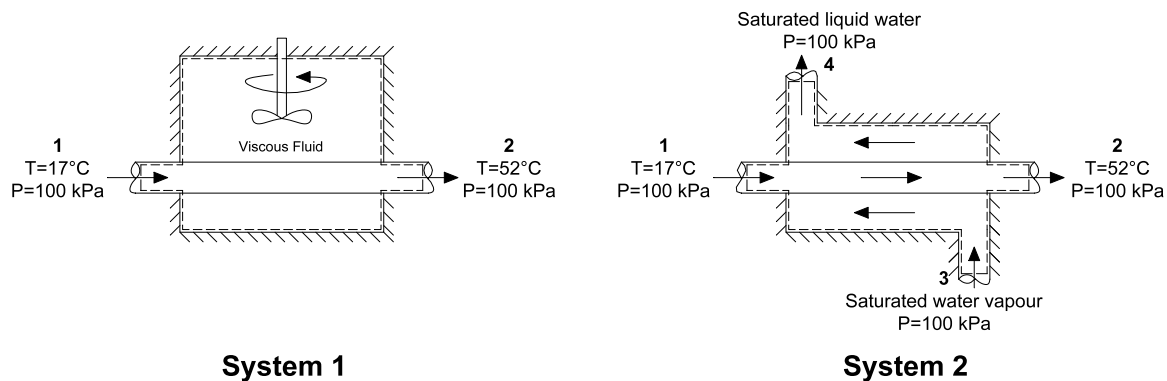 1
T=17°C
P=100 kPa
Viscous Fluid
2
T=52°C
P=100 kPa
System 1
Saturated liquid water
P=100 kPa
4
1
T=17°C
P=100 kPa
2
T=52°C
P=100 kPa
3
Saturated water vapour
P=100 kPa
System 2